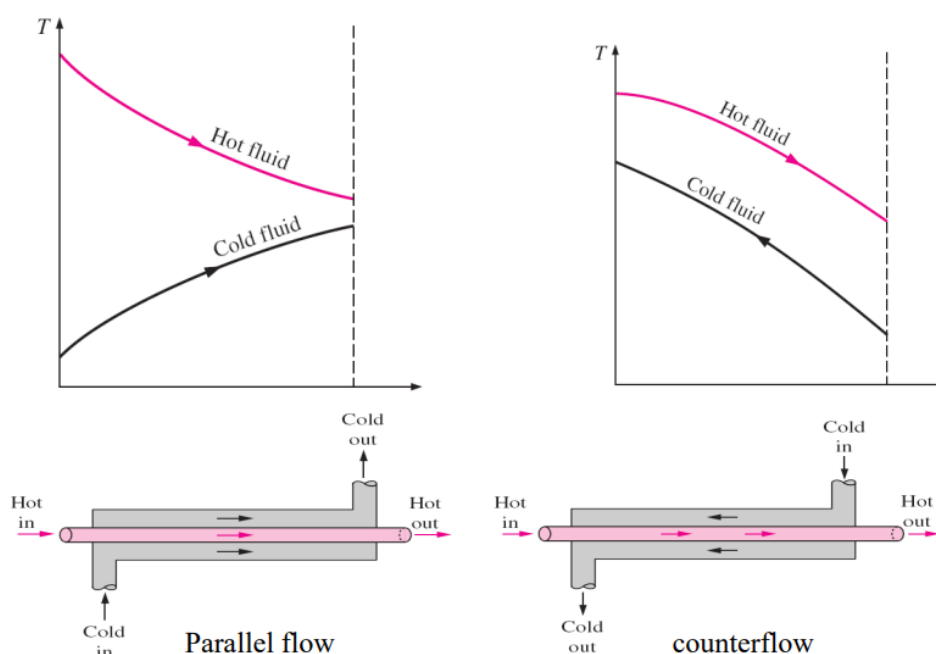 T
Hot fluid
Cold fluid
T
Hot fluid
Cold fluid
Cold
out
Hot
in
Hot
out
Cold
in
Parallel flow
Cold
in
Hot
in
Hot
out
Cold
out
counterflow